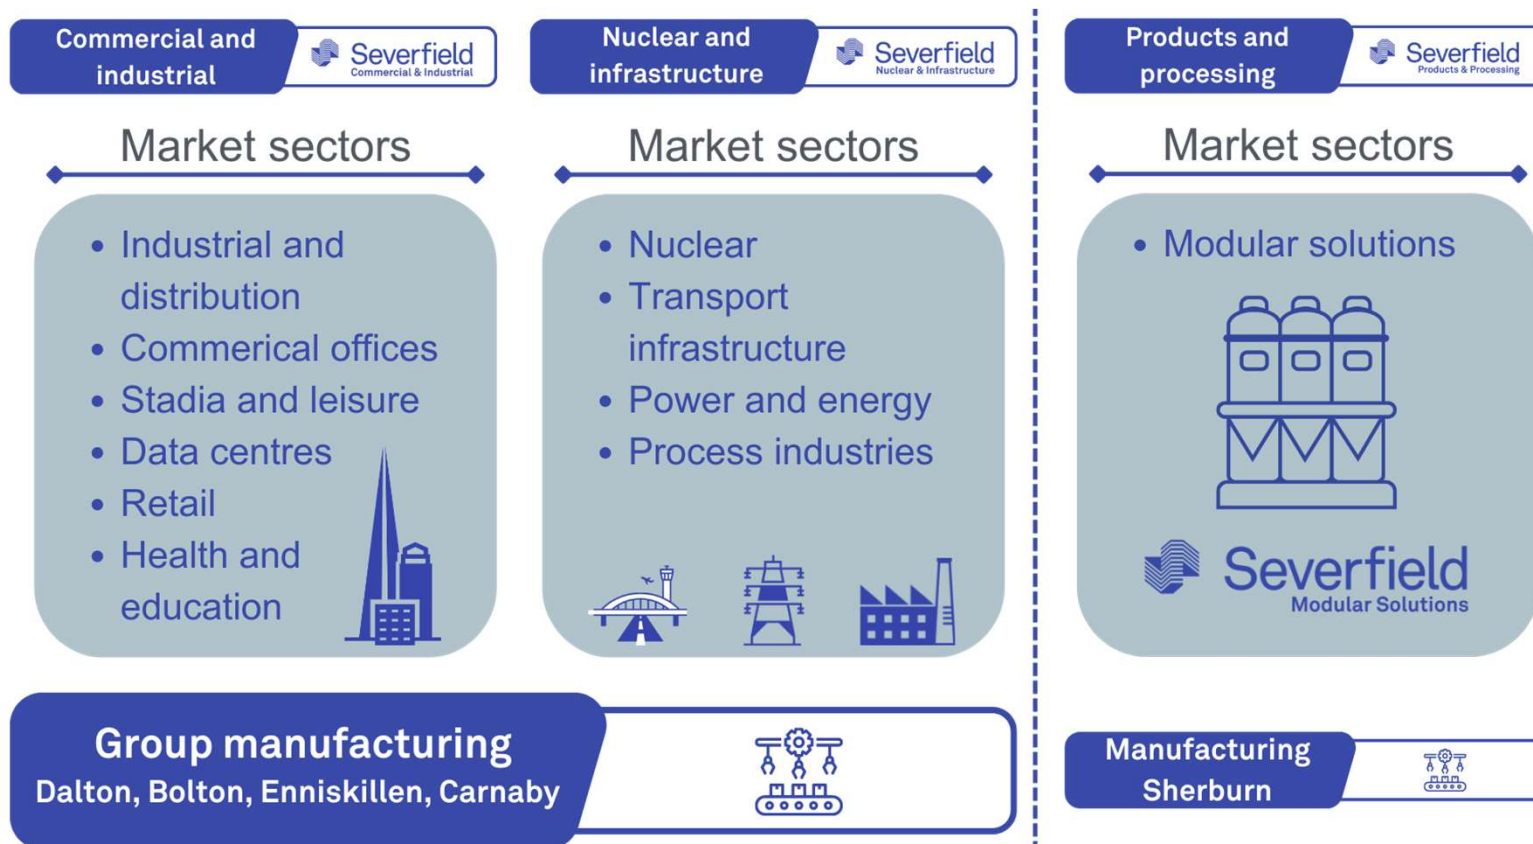 Commercial and
industrial
Severfield
Commercial & Industrial
Market sectors
• Industrial and
distribution
• Commerical offices
• Stadia and leisure
• Data centres
• Retail
• Health and
education
Nuclear and
infrastructure
Severfield
Nuclear & Infrastructure
Market sectors
• Nuclear
• Transport
infrastructure
• Power and energy
• Process industries
Group manufacturing
Dalton, Bolton, Enniskillen, Carnaby
Products and
processing
Severfield
Products & Processing
Market sectors
• Modular solutions
Severfield
Modular Solutions
Manufacturing
Sherburn